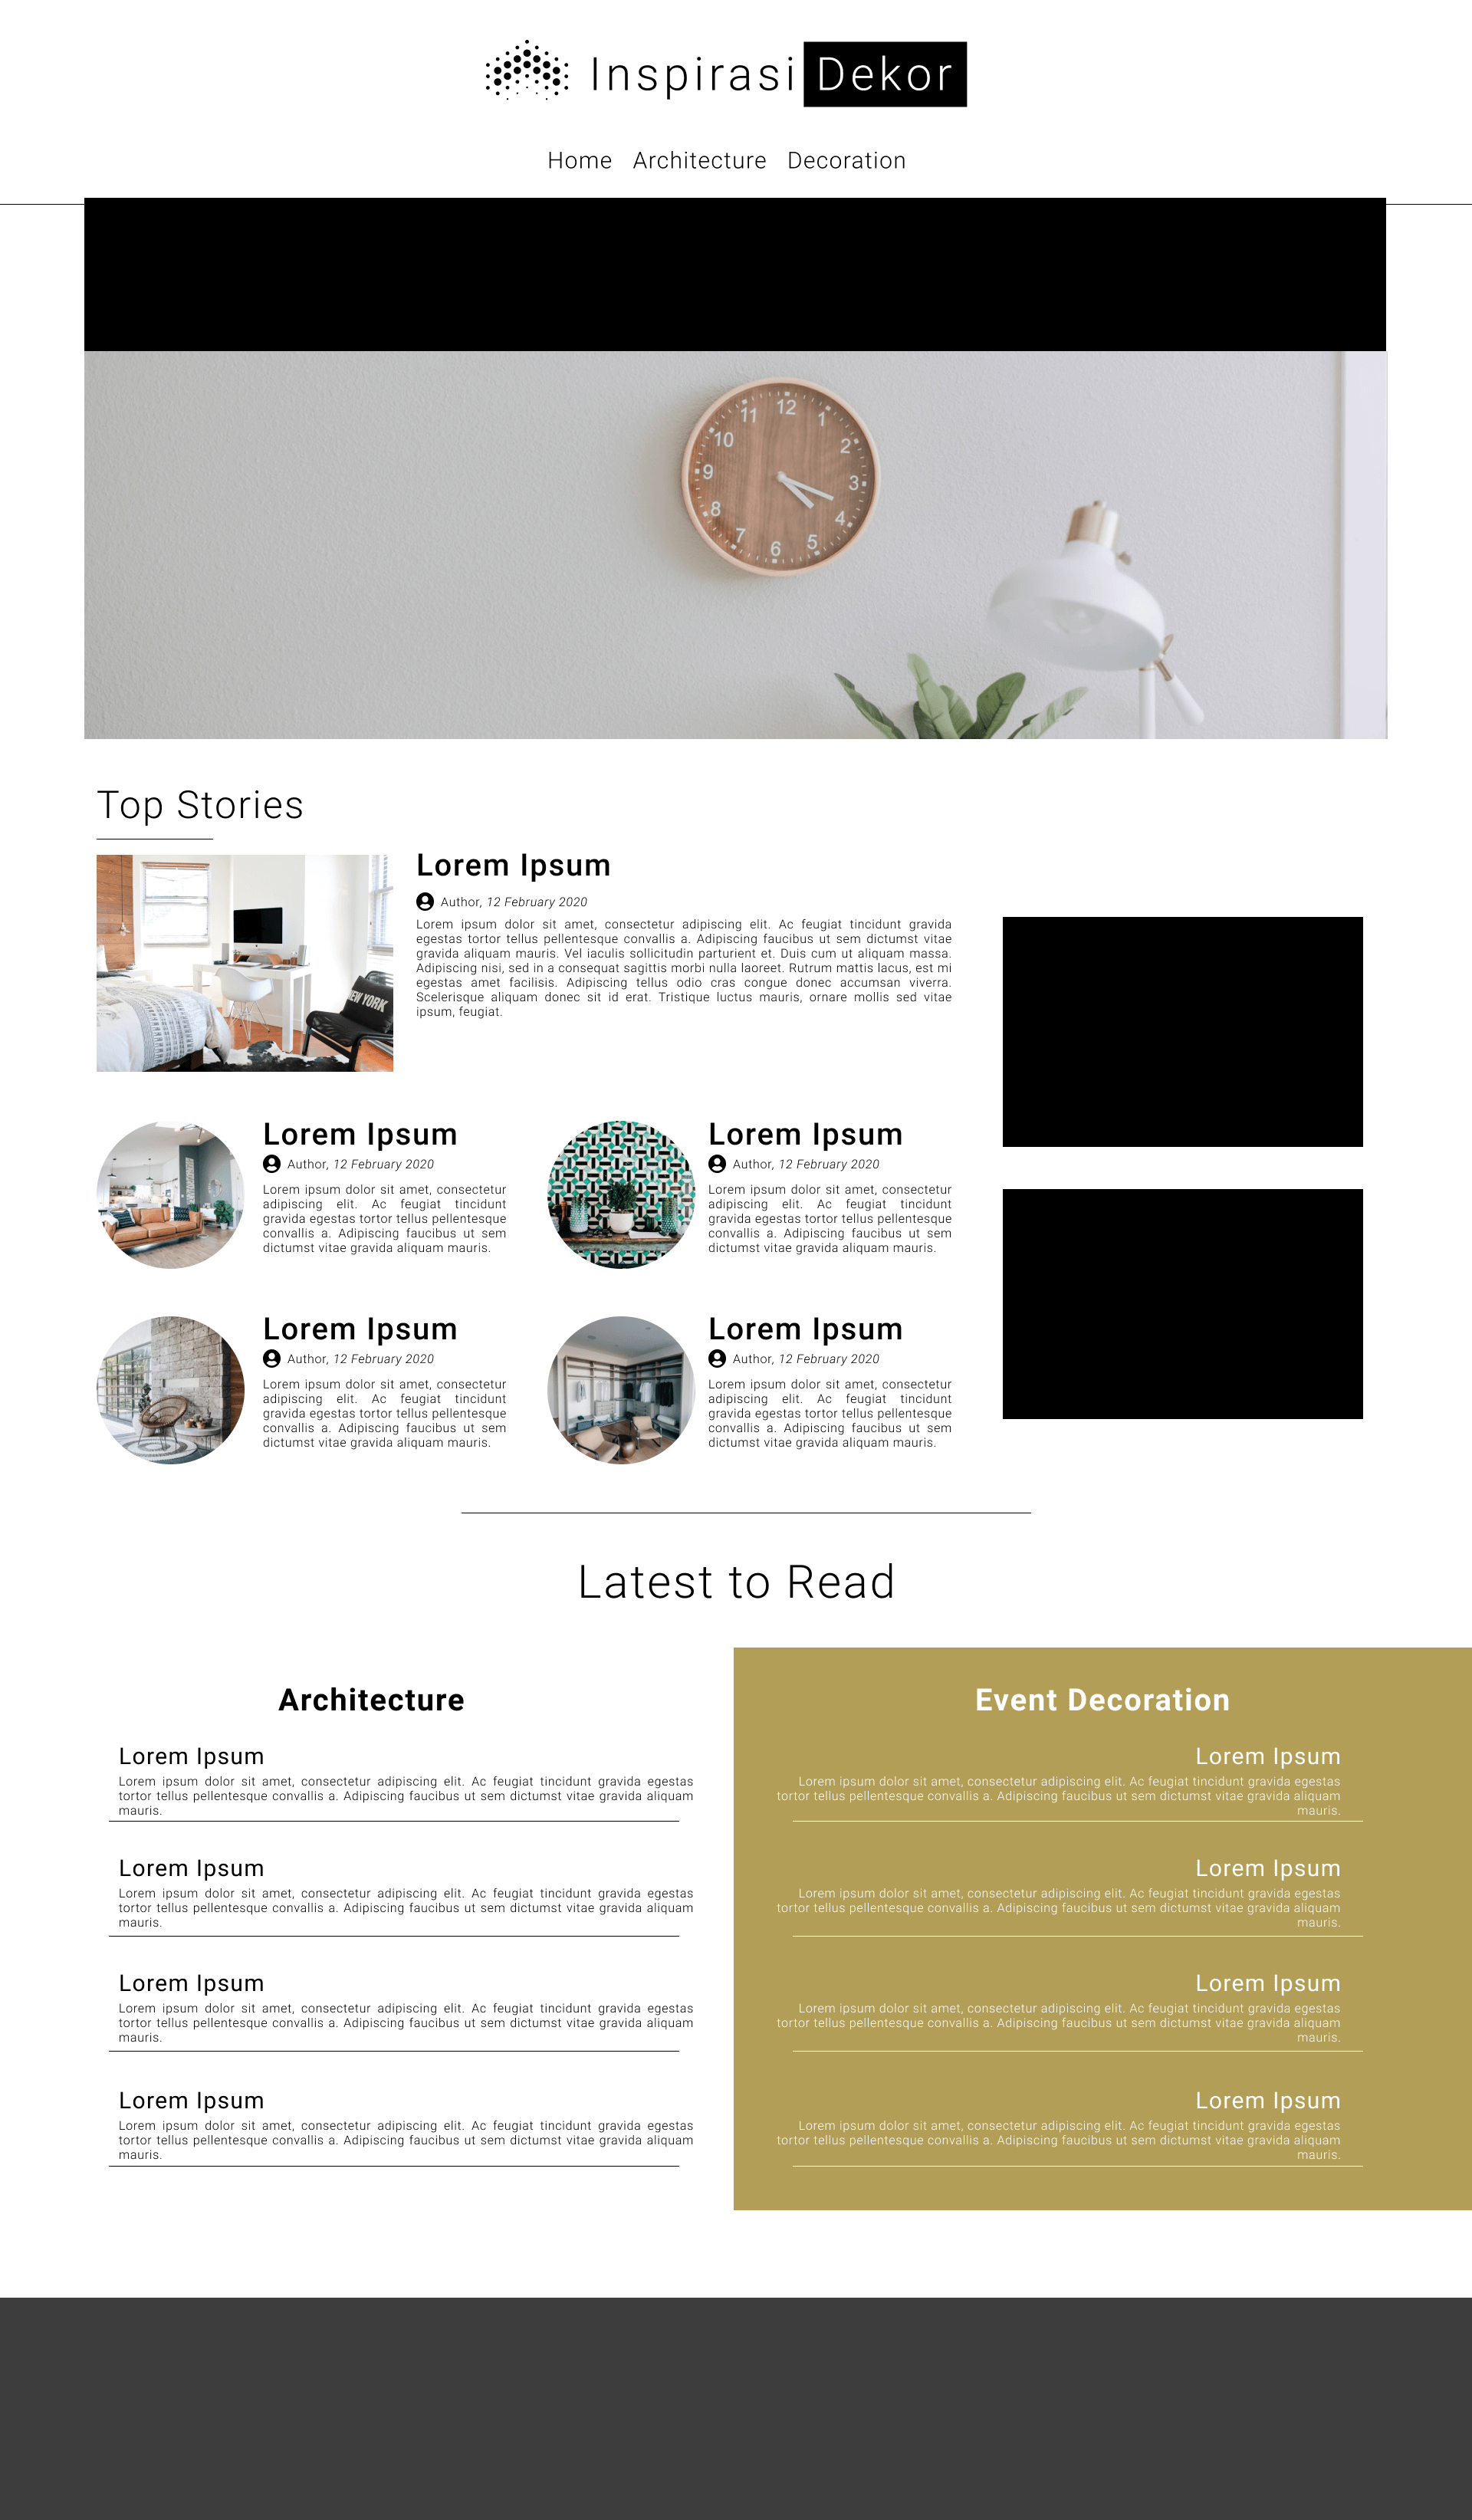 Inspirasi Dekor
Home Architecture Decoration
12
1
2
3
4
5
6
7
8
9
10
11
Top Stories
Lorem Ipsum
Author, 12 February 2020
Lorem ipsum dolor sit amet, consectetur adipiscing elit. Ac feugiat tincidunt gravida
egestas tortor tellus pellentesque convallis a. Adipiscing faucibus ut sem dictumst vitae
gravida aliquam mauris. Vel iaculis sollicitudin parturient et. Duis cum ut aliquam massa.
Adipiscing nisi, sed in a consequat sagittis morbi nulla laoreet. Rutrum mattis lacus, est mi
egestas amet facilisis. Adipiscing tellus odio cras congue donec accumsan viverra.
Scelerisque aliquam donec sit id erat. Tristique luctus mauris, ornare mollis sed vitae
ipsum, feugiat.
NEW YORK
Lorem Ipsum
Author, 12 February 2020
Lorem ipsum dolor sit amet, consectetur
adipiscing elit. Ac feugiat tincidunt
gravida egestas tortor tellus pellentesque
convallis a. Adipiscing faucibus ut sem
dictumst vitae gravida aliquam mauris.
Lorem Ipsum
Author, 12 February 2020
Lorem ipsum dolor sit amet, consectetur
adipiscing elit. Ac feugiat tincidunt
gravida egestas tortor tellus pellentesque
convallis a. Adipiscing faucibus ut sem
dictumst vitae gravida aliquam mauris.
Lorem Ipsum
Author, 12 February 2020
Lorem ipsum dolor sit amet, consectetur
adipiscing elit. Ac feugiat tincidunt
gravida egestas tortor tellus pellentesque
convallis a. Adipiscing faucibus ut sem
dictumst vitae gravida aliquam mauris.
Lorem Ipsum
Author, 12 February 2020
Lorem ipsum dolor sit amet, consectetur
adipiscing elit. Ac feugiat tincidunt
gravida egestas tortor tellus pellentesque
convallis a. Adipiscing faucibus ut sem
dictumst vitae gravida aliquam mauris.
Latest to Read
Architecture
Lorem Ipsum
Lorem ipsum dolor sit amet, consectetur adipiscing elit. Ac feugiat tincidunt gravida egestas
tortor tellus pellentesque convallis a. Adipiscing faucibus ut sem dictumst vitae gravida aliquam
mauris.
Lorem Ipsum
Lorem ipsum dolor sit amet, consectetur adipiscing elit. Ac feugiat tincidunt gravida egestas
tortor tellus pellentesque convallis a. Adipiscing faucibus ut sem dictumst vitae gravida aliquam
mauris.
Lorem Ipsum
Lorem ipsum dolor sit amet, consectetur adipiscing elit. Ac feugiat tincidunt gravida egestas
tortor tellus pellentesque convallis a. Adipiscing faucibus ut sem dictumst vitae gravida aliquam
mauris.
Lorem Ipsum
Lorem ipsum dolor sit amet, consectetur adipiscing elit. Ac feugiat tincidunt gravida egestas
tortor tellus pellentesque convallis a. Adipiscing faucibus ut sem dictumst vitae gravida aliquam
mauris.
Event Decoration
Lorem Ipsum
Lorem ipsum dolor sit amet, consectetur adipiscing elit. Ac feugiat tincidunt gravida egestas
tortor tellus pellentesque convallis a. Adipiscing faucibus ut sem dictumst vitae gravida aliquam
mauris.
Lorem Ipsum
Lorem ipsum dolor sit amet, consectetur adipiscing elit. Ac feugiat tincidunt gravida egestas
tortor tellus pellentesque convallis a. Adipiscing faucibus ut sem dictumst vitae gravida aliquam
mauris.
Lorem Ipsum
Lorem ipsum dolor sit amet, consectetur adipiscing elit. Ac feugiat tincidunt gravida egestas
tortor tellus pellentesque convallis a. Adipiscing faucibus ut sem dictumst vitae gravida aliquam
mauris.
Lorem Ipsum
Lorem ipsum dolor sit amet, consectetur adipiscing elit. Ac feugiat tincidunt gravida egestas
tortor tellus pellentesque convallis a. Adipiscing faucibus ut sem dictumst vitae gravida aliquam
mauris.